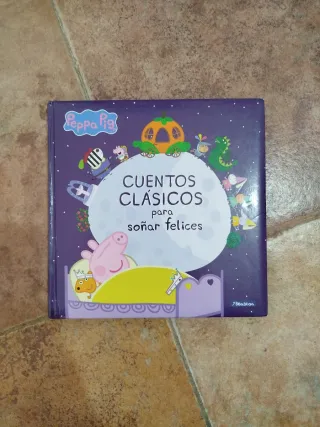 Peppa Pig
CUENTOS
CLÁSICOS
para
soñar felices